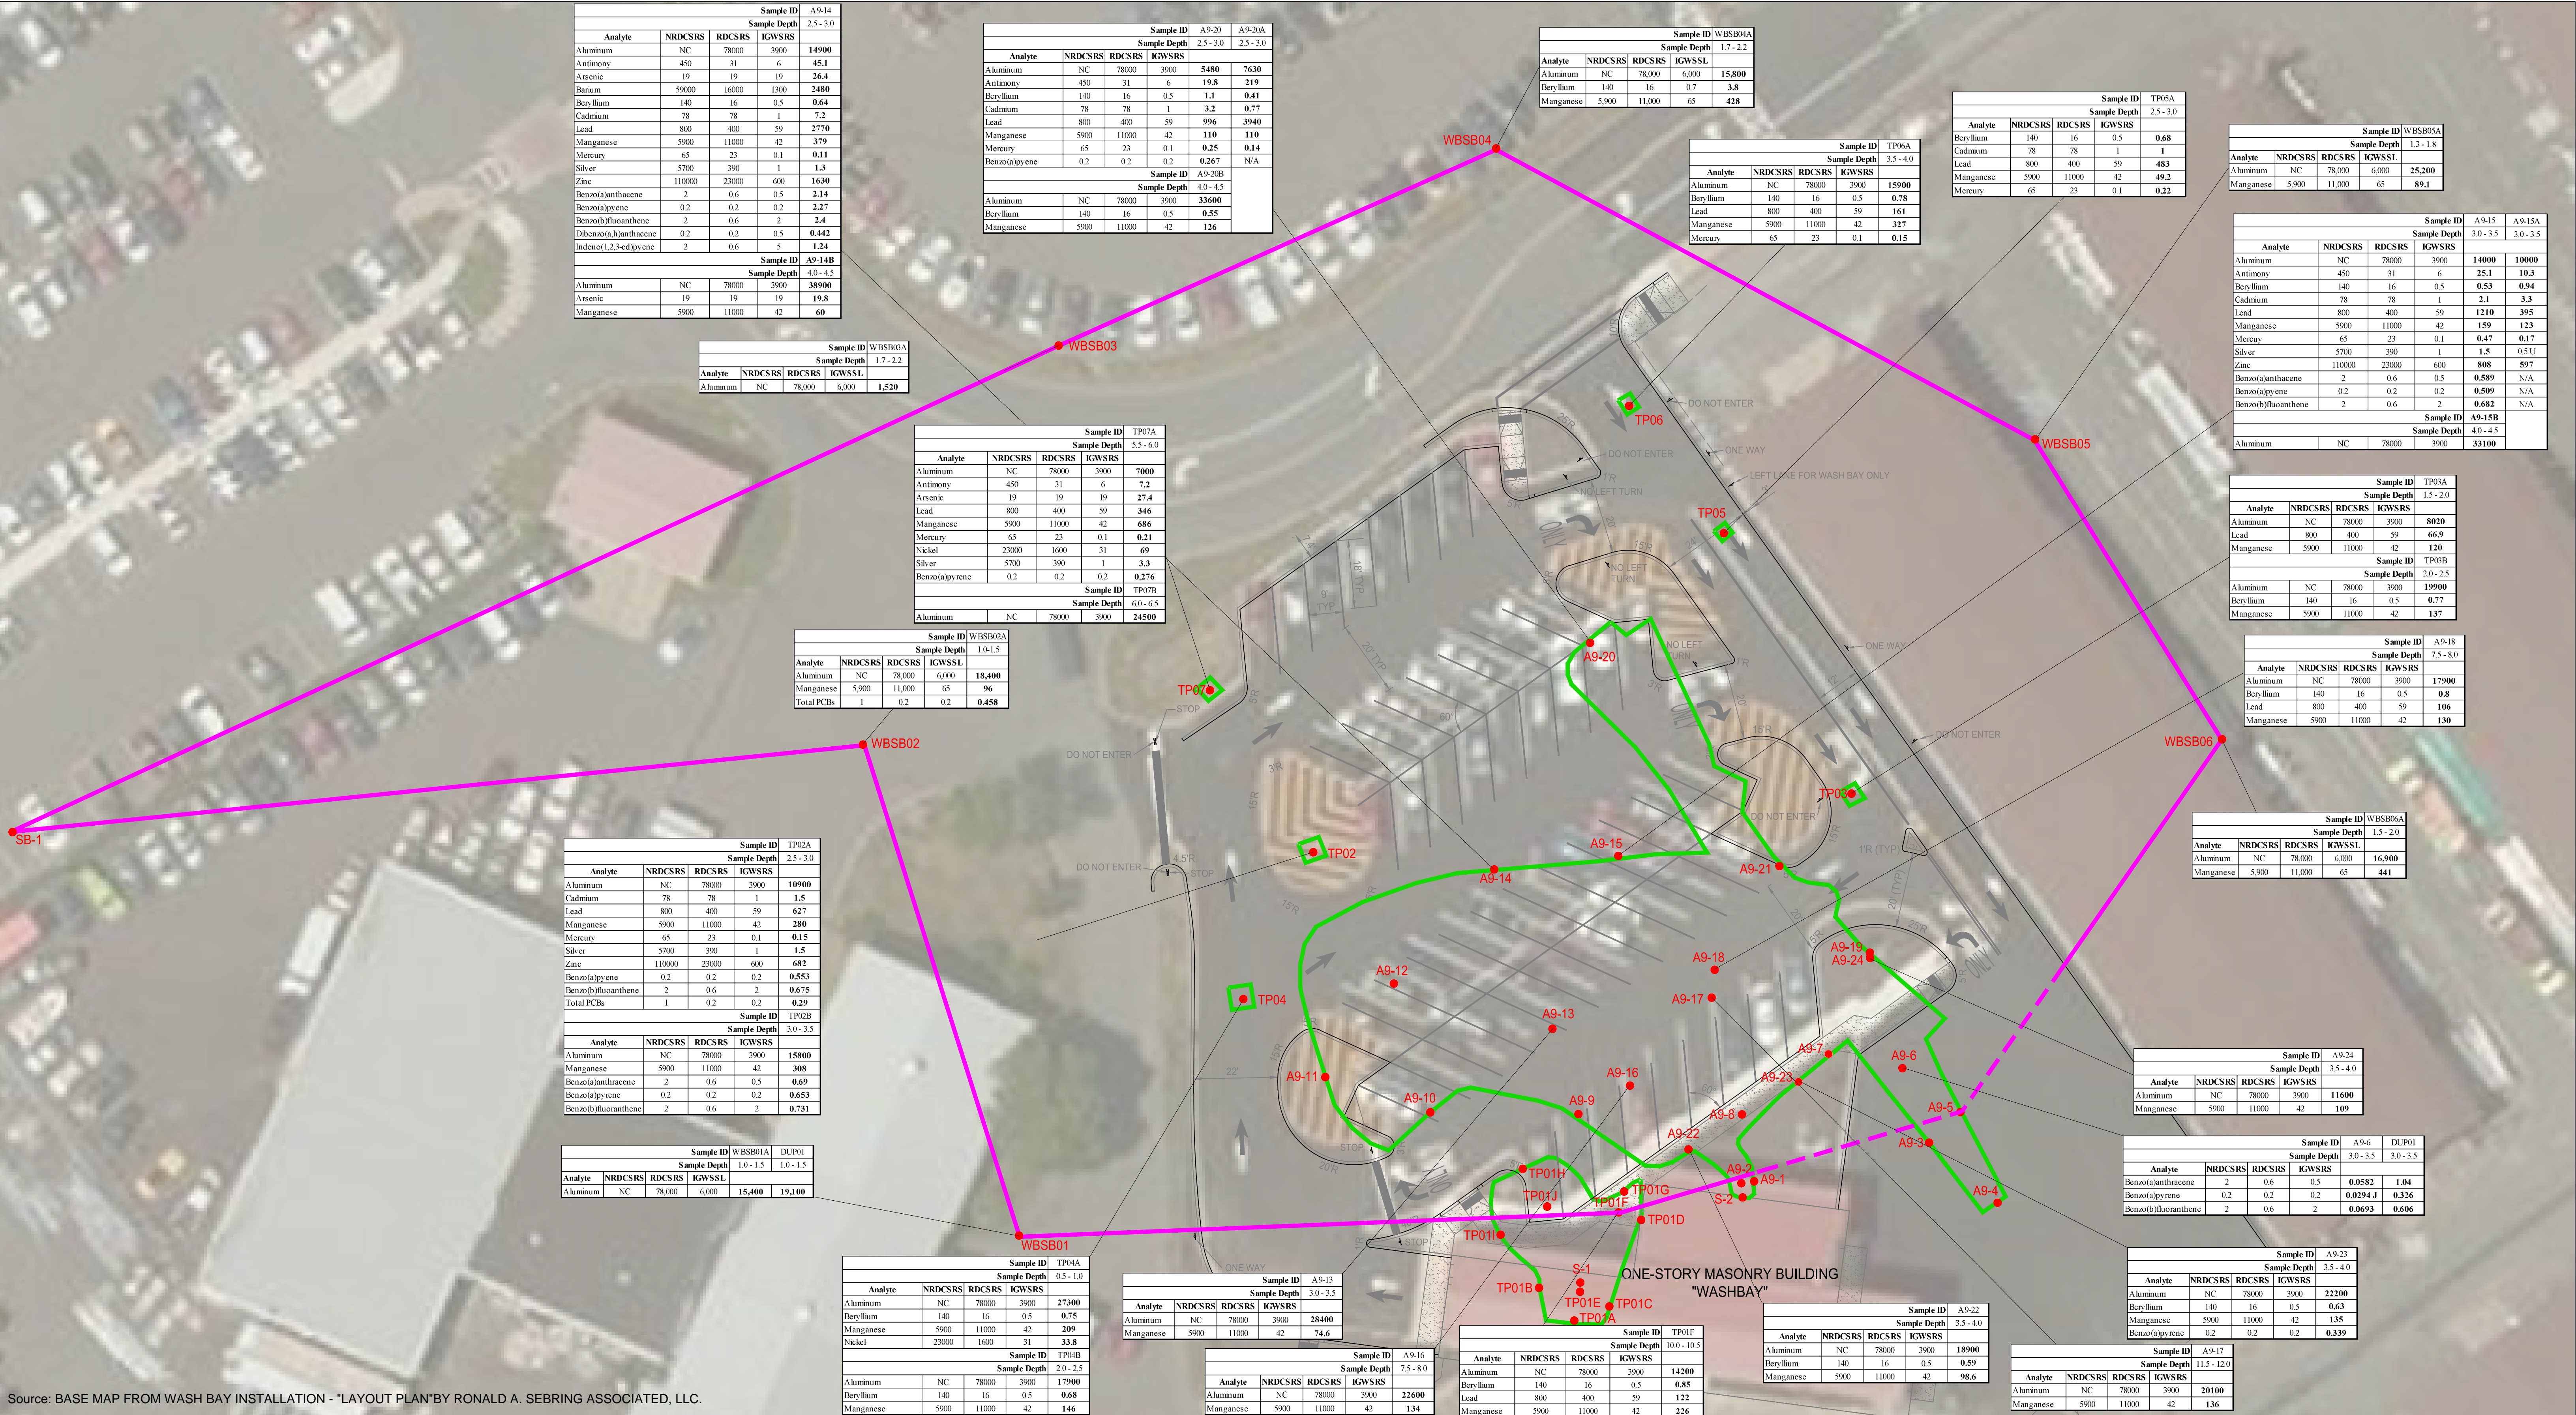 Sample ID A9-14
Sample Depth 2.5 - 3.0
Analyte NRDCSRS RDCSRS IGWSRS
Aluminum NC 78000 3900 14900
Antimony 450 31 6 45.1
Arsenic 19 19 19 26.4
Barium 59000 16000 1300 2480
Beryllium 140 16 0.5 0.64
Cadmium 78 78 1 7.2
Lead 800 400 59 2770
Manganese 5900 11000 42 379
Mercury 65 23 0.1 0.11
Silver 5700 390 1 1.3
Zinc 110000 23000 600 1630
Benzo(a)anthacene 2 0.6 0.5 2.14
Benzo(a)pyene 0.2 0.2 0.2 2.27
Benzo(b)fluoanthene 2 0.6 2 2.4
Dibenzo(a,h)anthacene 0.2 0.2 0.5 0.442
Indeno(1,2,3-cd)pyene 2 0.6 5 1.24
Sample ID A9-14B
Sample Depth 4.0 - 4.5
Aluminum NC 78000 3900 38900
Arsenic 19 19 19 19.8
Manganese 5900 11000 42 60
Sample ID A9-20 A9-20A
Sample Depth 2.5 - 3.0 2.5 - 3.0
Analyte NRDCSRS RDCSRS IGWSRS
Aluminum NC 78000 3900 5480 7630
Antimony 450 31 6 19.8 219
Beryllium 140 16 0.5 1.1 0.41
Cadmium 78 78 1 3.2 0.77
Lead 800 400 59 996 3940
Manganese 5900 11000 42 110 110
Mercury 65 23 0.1 0.25 0.14
Benzo(a)pyene 0.2 0.2 0.2 0.267 N/A
Sample ID A9-20B
Sample Depth 4.0 - 4.5
Aluminum NC 78000 3900 33600
Beryllium 140 16 0.5 0.55
Manganese 5900 11000 42 126
Sample ID WBSB04A
Sample Depth 1.7 - 2.2
Analyte NRDCSRS RDCSRS IGWSSL
Aluminum NC 78,000 6,000 15,800
Beryllium 140 16 0.7 3.8
Manganese 5,900 11,000 65 428
Sample ID TP06A
Sample Depth 3.5 - 4.0
Analyte NRDCSRS RDCSRS IGWSRS
Aluminum NC 78000 3900 15900
Beryllium 140 16 0.5 0.78
Lead 800 400 59 161
Manganese 5900 11000 42 327
Mercury 65 23 0.1 0.15
Sample ID TP05A
Sample Depth 2.5 - 3.0
Analyte NRDCSRS RDCSRS IGWSRS
Beryllium 140 16 0.5 0.68
Cadmium 78 78 1 1
Lead 800 400 59 483
Manganese 5900 11000 42 49.2
Mercury 65 23 0.1 0.22
Sample ID WBSB05A
Sample Depth 1.3 - 1.8
Analyte NRDCSRS RDCSRS IGWSSL
Aluminum NC 78,000 6,000 25,200
Manganese 5,900 11,000 65 89.1
Sample ID A9-15 A9-15A
Sample Depth 3.0 - 3.5 3.0 - 3.5
Analyte NRDCSRS RDCSRS IGWSRS
Aluminum NC 78000 3900 14000 10000
Antimony 450 31 6 25.1 10.3
Beryllium 140 16 0.5 0.53 0.94
Cadmium 78 78 1 2.1 3.3
Lead 800 400 59 1210 395
Manganese 5900 11000 42 159 123
Mercuy 65 23 0.1 0.47 0.17
Silver 5700 390 1 1.5 0.5 U
Zinc 110000 23000 600 808 597
Benzo(a)anthacene 2 0.6 0.5 0.589 N/A
Benzo(a)pyene 0.2 0.2 0.2 0.509 N/A
Benzo(b)fluoanthene 2 0.6 2 0.682 N/A
Sample ID A9-15B
Sample Depth 4.0 - 4.5
Aluminum NC 78000 3900 33100
Sample ID WBSB03A
Sample Depth 1.7 - 2.2
Analyte NRDCSRS RDCSRS IGWSSL
Aluminum NC 78,000 6,000 1,520
Sample ID TP07A
Sample Depth 5.5 - 6.0
Analyte NRDCSRS RDCSRS IGWSRS
Aluminum NC 78000 3900 7000
Antimony 450 31 6 7.2
Arsenic 19 19 19 27.4
Lead 800 400 59 346
Manganese 5900 11000 42 686
Mercury 65 23 0.1 0.21
Nickel 23000 1600 31 69
Silver 5700 390 1 3.3
Benzo(a)pyrene 0.2 0.2 0.2 0.276
Sample ID TP07B
Sample Depth 6.0 - 6.5
Aluminum NC 78000 3900 24500
Sample ID TP03A
Sample Depth 1.5 - 2.0
Analyte NRDCSRS RDCSRS IGWSRS
Aluminum NC 78000 3900 8020
Lead 800 400 59 66.9
Manganese 5900 11000 42 120
Sample ID TP03B
Sample Depth 2.0 - 2.5
Aluminum NC 78000 3900 19900
Beryllium 140 16 0.5 0.77
Manganese 5900 11000 42 137
Sample ID WBSB02A
Sample Depth 1.0-1.5
Analyte NRDCSRS RDCSRS IGWSSL
Aluminum NC 78,000 6,000 18,400
Manganese 5,900 11,000 65 96
Total PCBs 1 0.2 0.2 0.458
Sample ID A9-18
Sample Depth 7.5 - 8.0
Analyte NRDCSRS RDCSRS IGWSRS
Aluminum NC 78000 3900 17900
Beryllium 140 16 0.5 0.8
Lead 800 400 59 106
Manganese 5900 11000 42 130
Sample ID WBSB06A
Sample Depth 1.5 - 2.0
Analyte NRDCSRS RDCSRS IGWSSL
Aluminum NC 78,000 6,000 16,900
Manganese 5,900 11,000 65 441
Sample ID TP02A
Sample Depth 2.5 - 3.0
Analyte NRDCSRS RDCSRS IGWSRS
Aluminum NC 78000 3900 10900
Cadmium 78 78 1 1.5
Lead 800 400 59 627
Manganese 5900 11000 42 280
Mercury 65 23 0.1 0.15
Silver 5700 390 1 1.5
Zinc 110000 23000 600 682
Benzo(a)pyene 0.2 0.2 0.2 0.553
Benzo(b)fluoanthene 2 0.6 2 0.675
Total PCBs 1 0.2 0.2 0.29
Sample ID TP02B
Sample Depth 3.0 - 3.5
Analyte NRDCSRS RDCSRS IGWSRS
Aluminum NC 78000 3900 15800
Manganese 5900 11000 42 308
Benzo(a)anthracene 2 0.6 0.5 0.69
Benzo(a)pyrene 0.2 0.2 0.2 0.653
Benzo(b)fluoranthene 2 0.6 2 0.731
Sample ID WBSB01A DUP01
Sample Depth 1.0 - 1.5 1.0 - 1.5
Analyte NRDCSRS RDCSRS IGWSSL
Aluminum NC 78,000 6,000 15,400 19,100
Sample ID A9-24
Sample Depth 3.5 - 4.0
Analyte NRDCSRS RDCSRS IGWSRS
Aluminum NC 78000 3900 11600
Manganese 5900 11000 42 109
Sample ID A9-6 DUP01
Sample Depth 3.0 - 3.5 3.0 - 3.5
Analyte NRDCSRS RDCSRS IGWSRS
Benzo(a)anthracene 2 0.6 0.5 0.0582 1.04
Benzo(a)pyrene 0.2 0.2 0.2 0.0294 J 0.326
Benzo(b)fluoranthene 2 0.6 2 0.0693 0.606
Sample ID A9-23
Sample Depth 3.5 - 4.0
Analyte NRDCSRS RDCSRS IGWSRS
Aluminum NC 78000 3900 22200
Beryllium 140 16 0.5 0.63
Manganese 5900 11000 42 135
Benzo(a)pyrene 0.2 0.2 0.2 0.339
Sample ID TP04A
Sample Depth 0.5 - 1.0
Analyte NRDCSRS RDCSRS IGWSRS
Aluminum NC 78000 3900 27300
Beryllium 140 16 0.5 0.75
Manganese 5900 11000 42 209
Nickel 23000 1600 31 33.8
Sample ID TP04B
Sample Depth 2.0 - 2.5
Aluminum NC 78000 3900 17900
Beryllium 140 16 0.5 0.68
Manganese 5900 11000 42 146
Sample ID A9-13
Sample Depth 3.0 - 3.5
Analyte NRDCSRS RDCSRS IGWSRS
Aluminum NC 78000 3900 28400
Manganese 5900 11000 42 74.6
Sample ID A9-16
Sample Depth 7.5 - 8.0
Analyte NRDCSRS RDCSRS IGWSRS
Aluminum NC 78000 3900 22600
Manganese 5900 11000 42 134
Sample ID TP01F
Sample Depth 10.0 - 10.5
Analyte NRDCSRS RDCSRS IGWSRS
Aluminum NC 78000 3900 14200
Beryllium 140 16 0.5 0.85
Lead 800 400 59 122
Manganese 5900 11000 42 226
Sample ID A9-22
Sample Depth 3.5 - 4.0
Analyte NRDCSRS RDCSRS IGWSRS
Aluminum NC 78000 3900 18900
Beryllium 140 16 0.5 0.59
Manganese 5900 11000 42 98.6
Sample ID A9-17
Sample Depth 11.5 - 12.0
Analyte NRDCSRS RDCSRS IGWSRS
Aluminum NC 78000 3900 20100
Manganese 5900 11000 42 136
WBSB04
WBSB03
WBSB05
WBSB06
WBSB02
SB-1
WBSB01
TP06
TP05
TP07
TP03
TP02
TP04
A9-20
A9-15
A9-14
A9-21
A9-19
A9-24
A9-18
A9-12
A9-17
A9-13
A9-7
A9-6
A9-11
A9-23
A9-16
A9-10
A9-9
A9-8
A9-5
A9-22
A9-3
A9-2
A9-1
A9-4
S-2
TP01H
TP01G
TP01J
TP01F
TP01D
TP01I
S-1
TP01B
TP01E
TP01C
TP01A
DO NOT ENTER
ONE WAY
LEFT LANE FOR WASH BAY ONLY
DO NOT ENTER
NO LEFT TURN
25'R
1'R
5'R
ONLY
20'
15'R
24'
NO LEFT
TURN
18' TYP
9'
TYP
20' TYP
60°
NO LEFT
TURN
1'R
3'R
20'
ONLY
15'R
ONE WAY
DO NOT ENTER
DO NOT ENTER
15'R
5'R
STOP
DO NOT ENTER
3'R
15'R
DO NOT ENTER
4.5'R
STOP
15'R
1'R (TYP)
20' (TYP)
20'
25'R
5'R
ONLY
22'
15'R
STOP
20'R
ONLY
STOP
ONE WAY
ONE-STORY MASONRY BUILDING
"WASHBAY"
Source: BASE MAP FROM WASH BAY INSTALLATION - "LAYOUT PLAN"BY RONALD A. SEBRING ASSOCIATED, LLC.